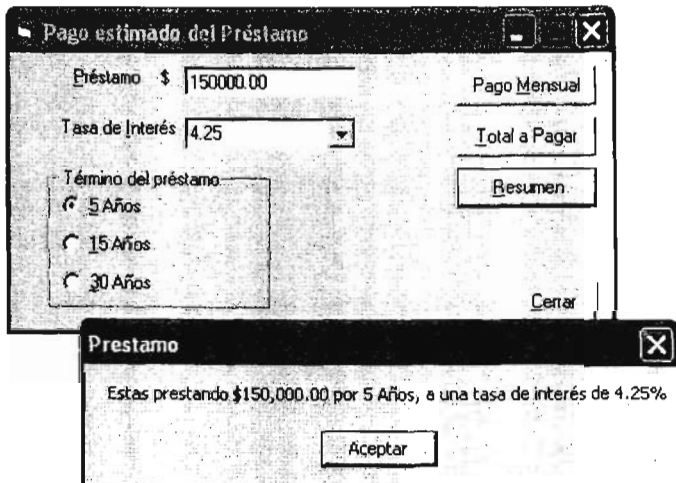 Pago estimado del Préstamo
Préstamo $ 150000.00
Pago Mensual
Tasa de Interés 4.25
Total a Pagar
Término del préstamo
Resumen
5 Años
15 Años
30 Años
Cerrar
Prestamo
Estas prestando $150,000.00 por 5 Años, a una tasa de interés de 4.25%
Aceptar